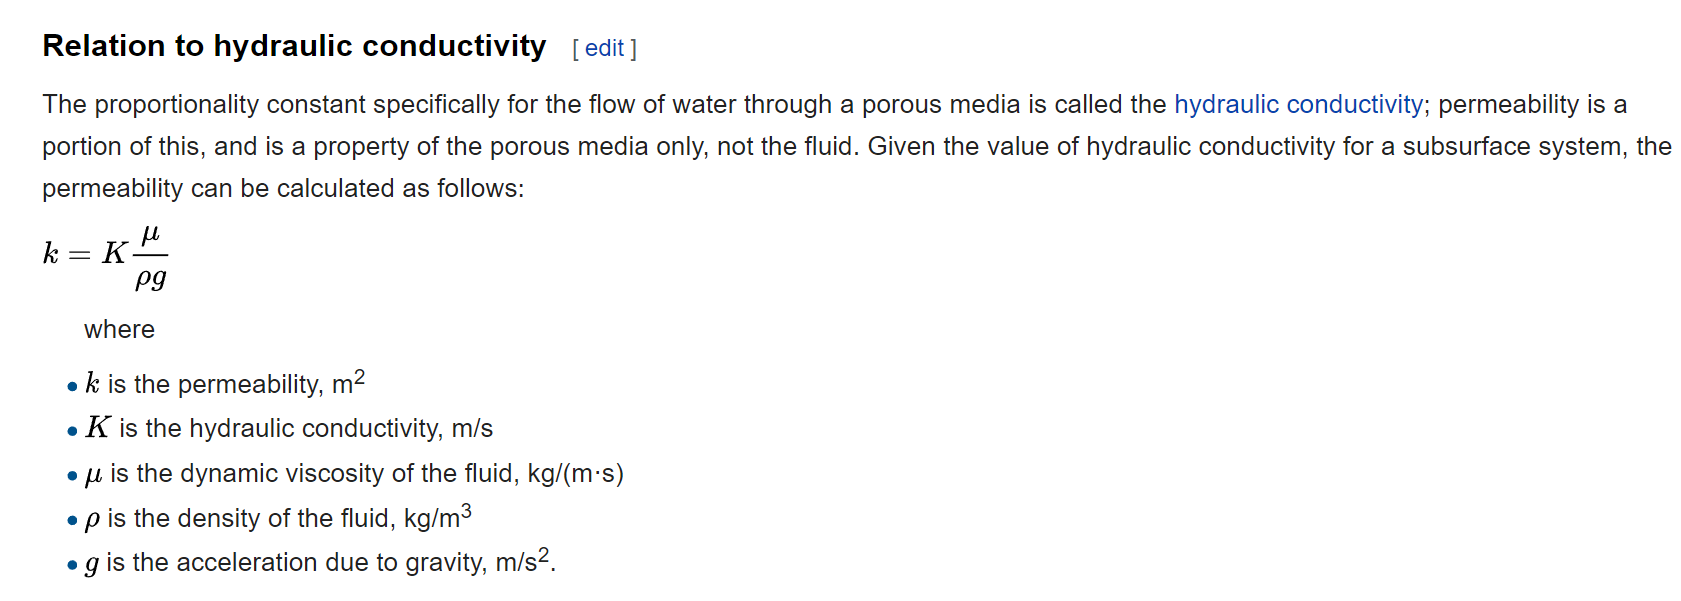 Relation to hydraulic conductivity [ edit ]
The proportionality constant specifically for the flow of water through a porous media is called the hydraulic conductivity; permeability is a
portion of this, and is a property of the porous media only, not the fluid. Given the value of hydraulic conductivity for a subsurface system, the
permeability can be calculated as follows:
k = K μ/ρg
where
• k is the permeability, m²
• K is the hydraulic conductivity, m/s
• μ is the dynamic viscosity of the fluid, kg/(m·s)
• ρ is the density of the fluid, kg/m³
• g is the acceleration due to gravity, m/s².